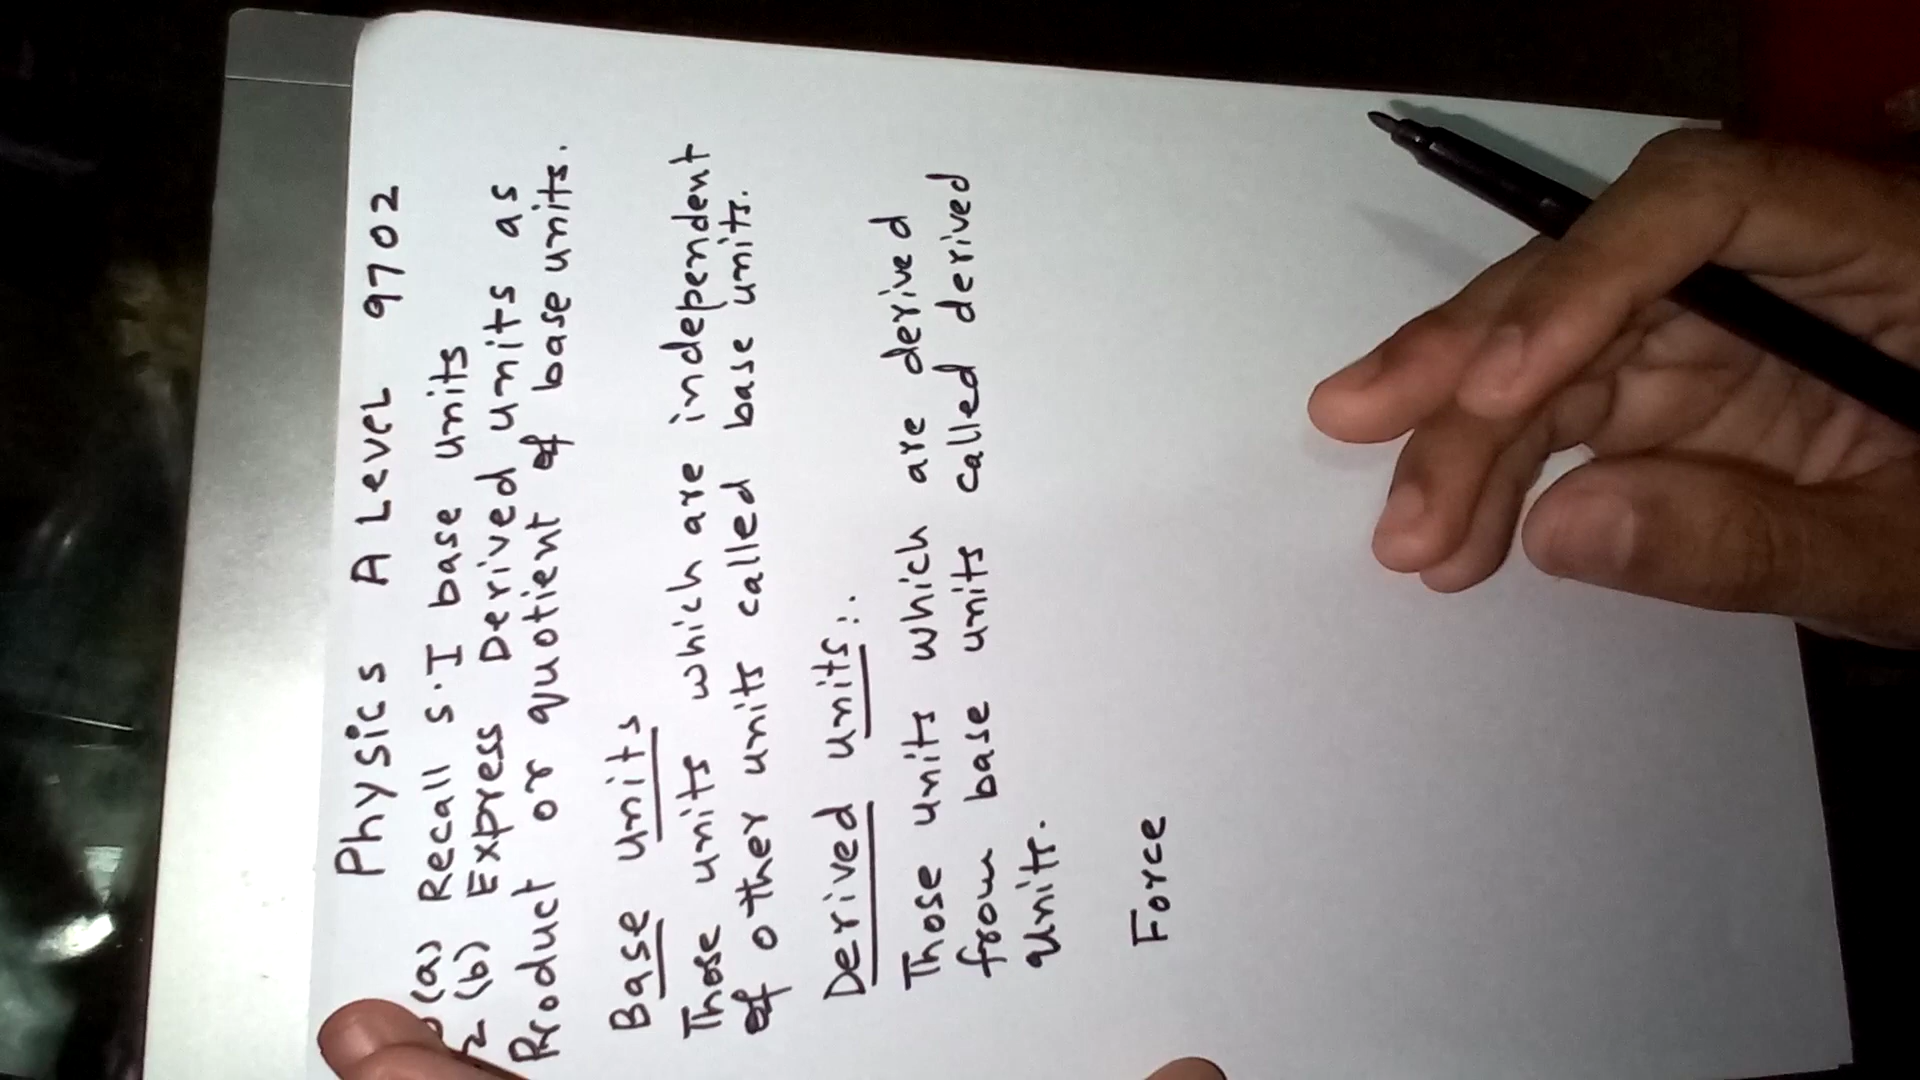 Physics A Level 9702
(a) Recall S.I base units
2 (b) Express Derived units as
Product or quotient of base units.
Base units
Those units which are independent
of other units called base units.
Derived units:.
Those units which are derived
from base units called derived
units.
Force